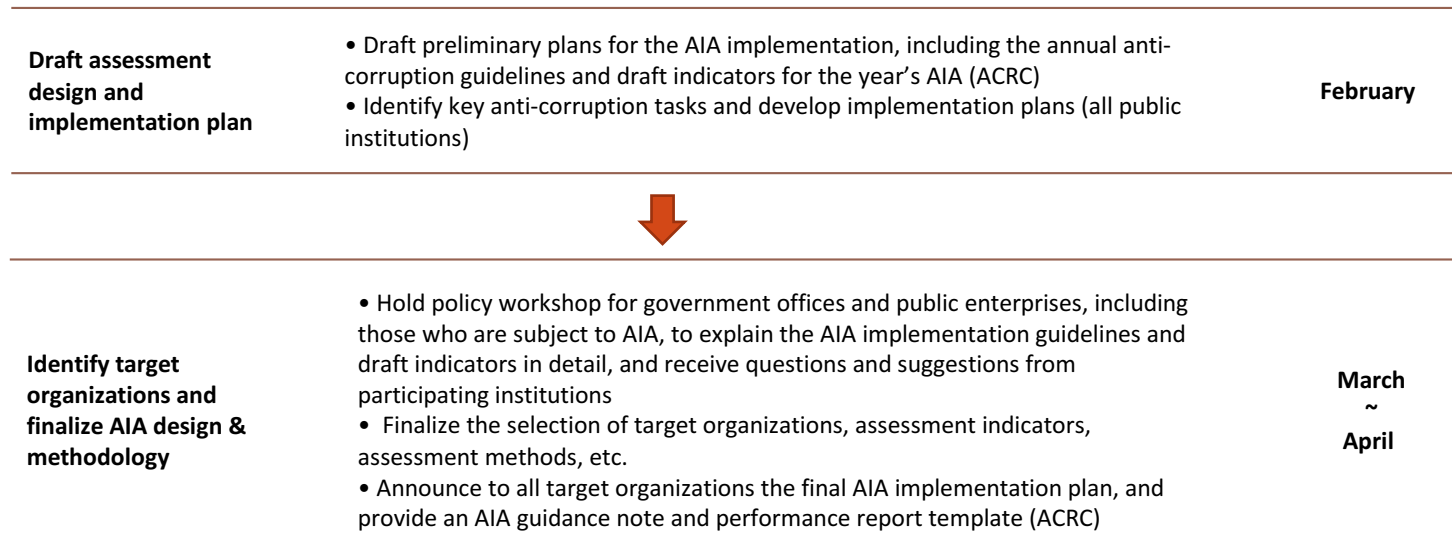 Draft assessment
design and
implementation plan
• Draft preliminary plans for the AIA implementation, including the annual anti-
corruption guidelines and draft indicators for the year's AIA (ACRC)
• Identify key anti-corruption tasks and develop implementation plans (all public
institutions)
February
Identify target
organizations and
finalize AIA design &
methodology
• Hold policy workshop for government offices and public enterprises, including
those who are subject to AIA, to explain the AIA implementation guidelines and
draft indicators in detail, and receive questions and suggestions from
participating institutions
• Finalize the selection of target organizations, assessment indicators,
assessment methods, etc.
• Announce to all target organizations the final AIA implementation plan, and
provide an AIA guidance note and performance report template (ACRC)
March
~
April